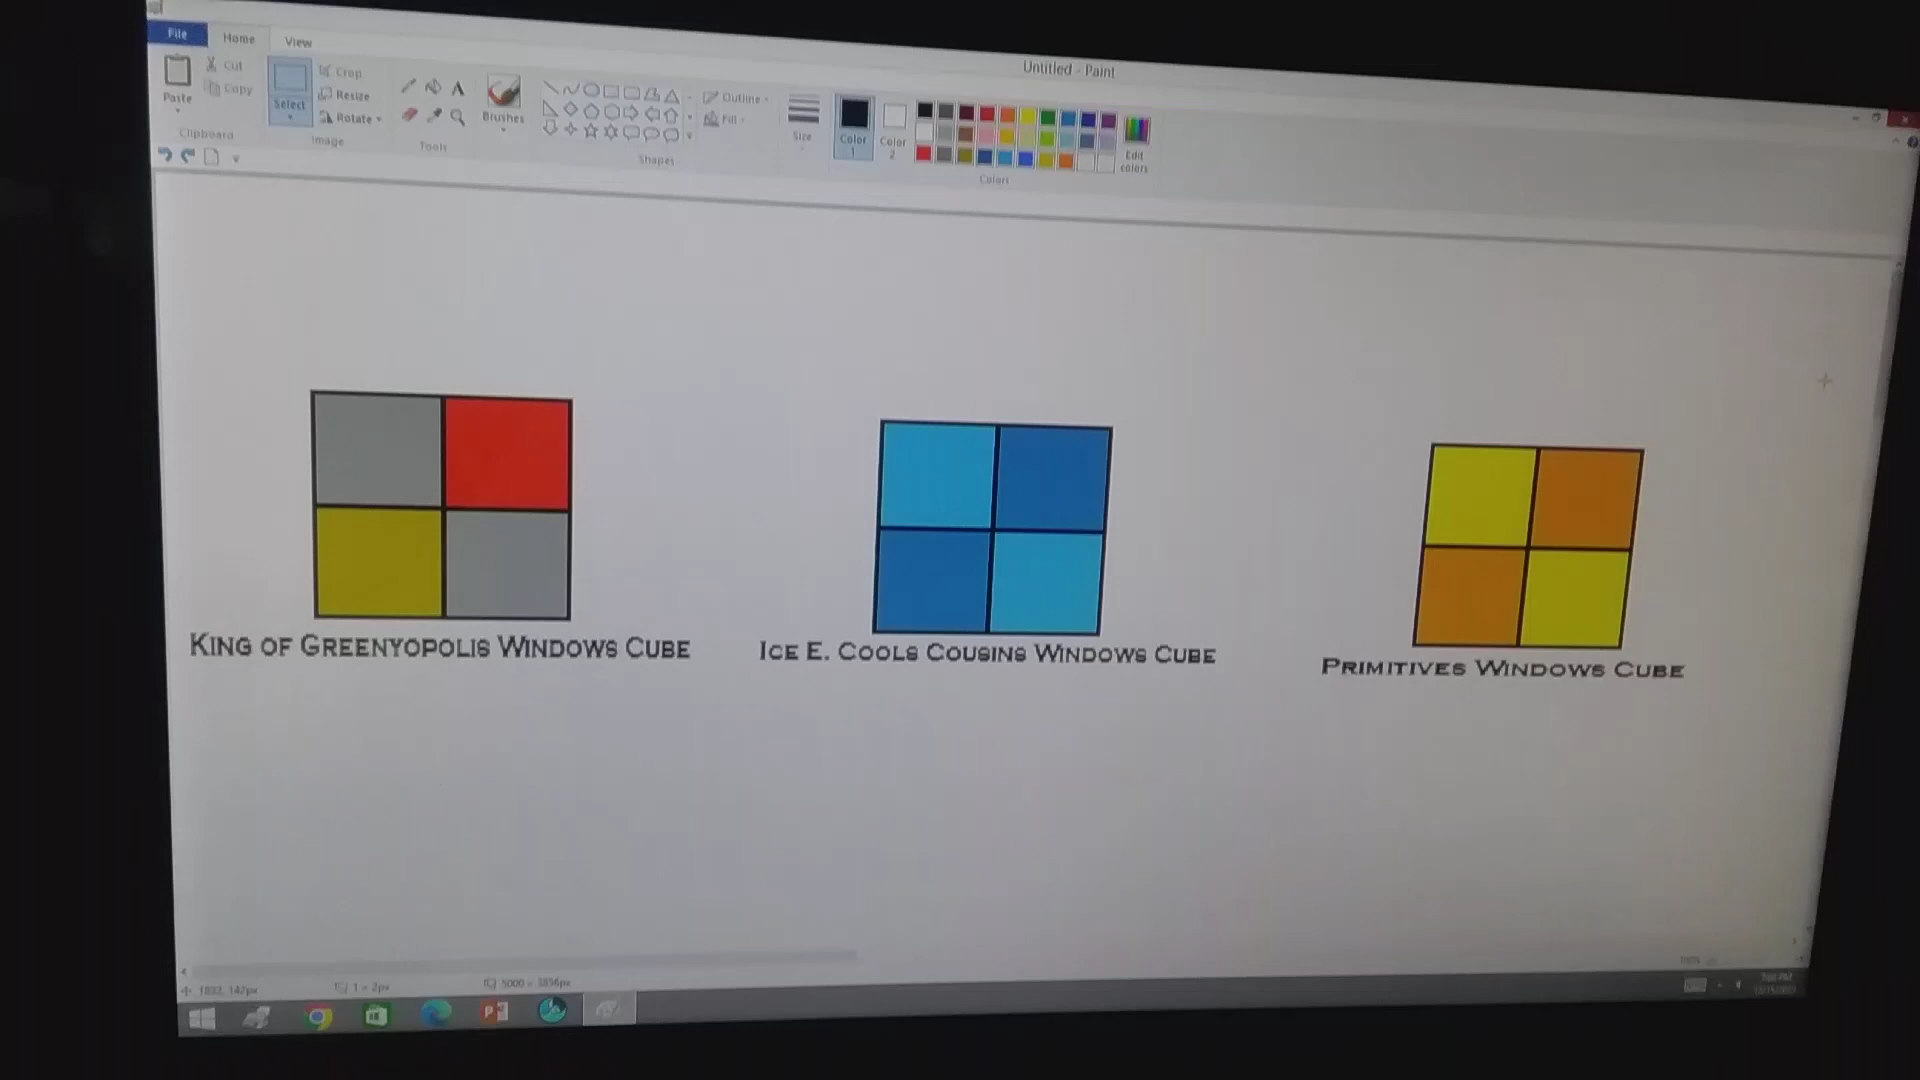 Untitled - Paint
File Home View
Paste
Cut
Copy
Clipboard
Select
Crop
Resize
Rotate
Image
Tools
Brushes
Shapes
Outline
Fill
Size
Color 1
Color 2
Edit colors
Colors
KING OF GREENYOPOLIS WINDOWS CUBE
ICE E. COOLS COUSINS WINDOWS CUBE
PRIMITIVES WINDOWS CUBE
1 × 2px